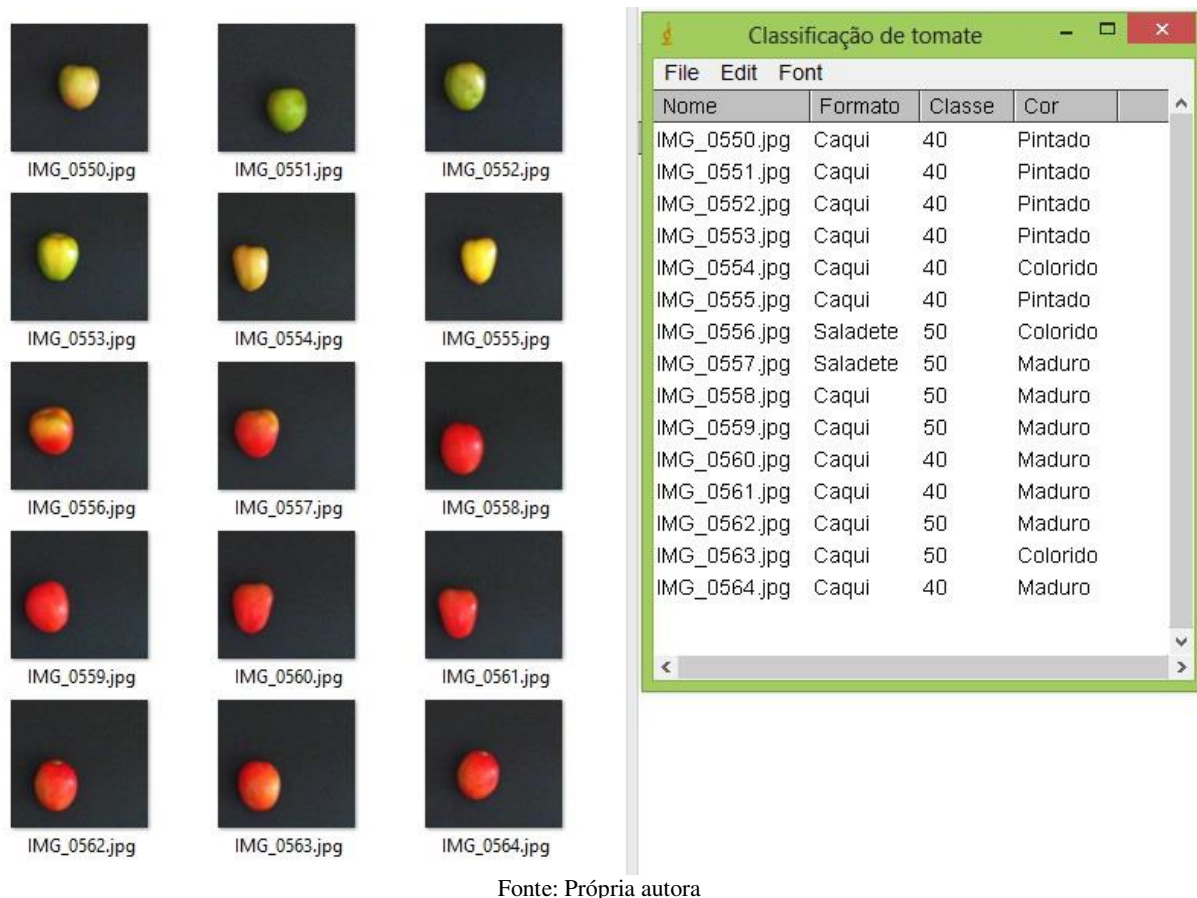 IMG_0550.jpg IMG_0551.jpg IMG_0552.jpg
IMG_0553.jpg IMG_0554.jpg IMG_0555.jpg
IMG_0556.jpg IMG_0557.jpg IMG_0558.jpg
IMG_0559.jpg IMG_0560.jpg IMG_0561.jpg
IMG_0562.jpg IMG_0563.jpg IMG_0564.jpg
Classificação de tomate
File Edit Font
Nome Formato Classe Cor
IMG_0550.jpg Caqui 40 Pintado
IMG_0551.jpg Caqui 40 Pintado
IMG_0552.jpg Caqui 40 Pintado
IMG_0553.jpg Caqui 40 Pintado
IMG_0554.jpg Caqui 40 Colorido
IMG_0555.jpg Caqui 40 Pintado
IMG_0556.jpg Saladete 50 Colorido
IMG_0557.jpg Saladete 50 Maduro
IMG_0558.jpg Caqui 50 Maduro
IMG_0559.jpg Caqui 50 Maduro
IMG_0560.jpg Caqui 40 Maduro
IMG_0561.jpg Caqui 40 Maduro
IMG_0562.jpg Caqui 50 Maduro
IMG_0563.jpg Caqui 50 Colorido
IMG_0564.jpg Caqui 40 Maduro
Fonte: Própria autora